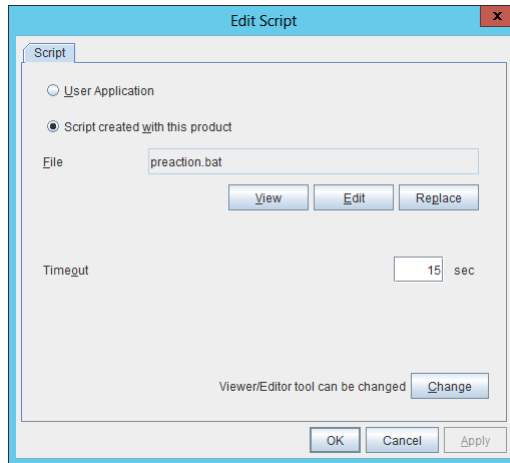 Edit Script
x
Script
User Application
Script created with this product
File preaction.bat
View Edit Replace
Timeout 15 sec
Viewer/Editor tool can be changed Change
OK Cancel Apply